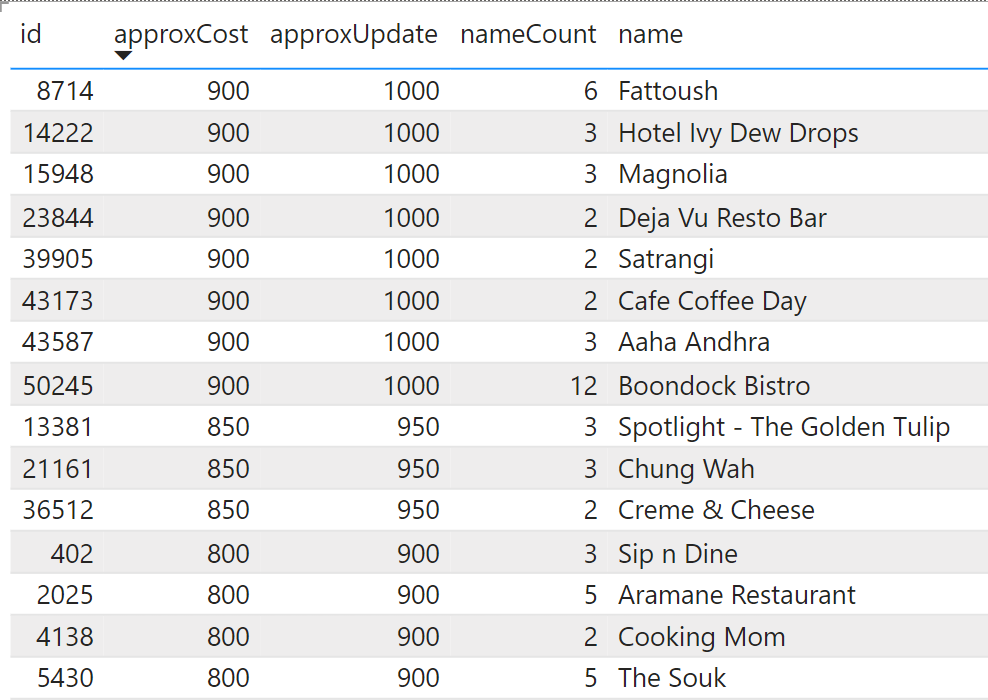 id approxCost approxUpdate nameCount name
8714 900 1000 6 Fattoush
14222 900 1000 3 Hotel Ivy Dew Drops
15948 900 1000 3 Magnolia
23844 900 1000 2 Deja Vu Resto Bar
39905 900 1000 2 Satrangi
43173 900 1000 2 Cafe Coffee Day
43587 900 1000 3 Aaha Andhra
50245 900 1000 12 Boondock Bistro
13381 850 950 3 Spotlight - The Golden Tulip
21161 850 950 3 Chung Wah
36512 850 950 2 Creme & Cheese
402 800 900 3 Sip n Dine
2025 800 900 5 Aramane Restaurant
4138 800 900 2 Cooking Mom
5430 800 900 5 The Souk